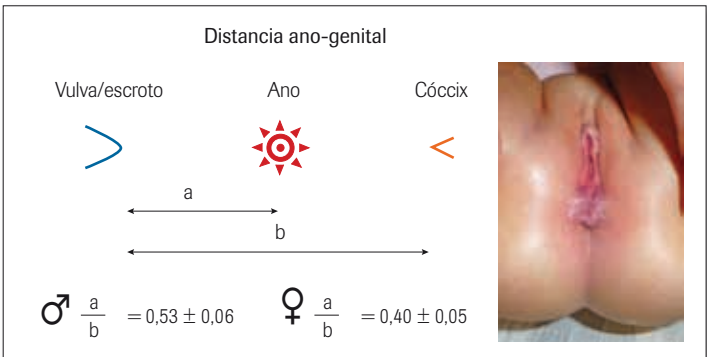 Distancia ano-genital
Vulva/escroto Ano Cóccix
a
b
♂ a/b = 0,53 ± 0,06 ♀ a/b = 0,40 ± 0,05